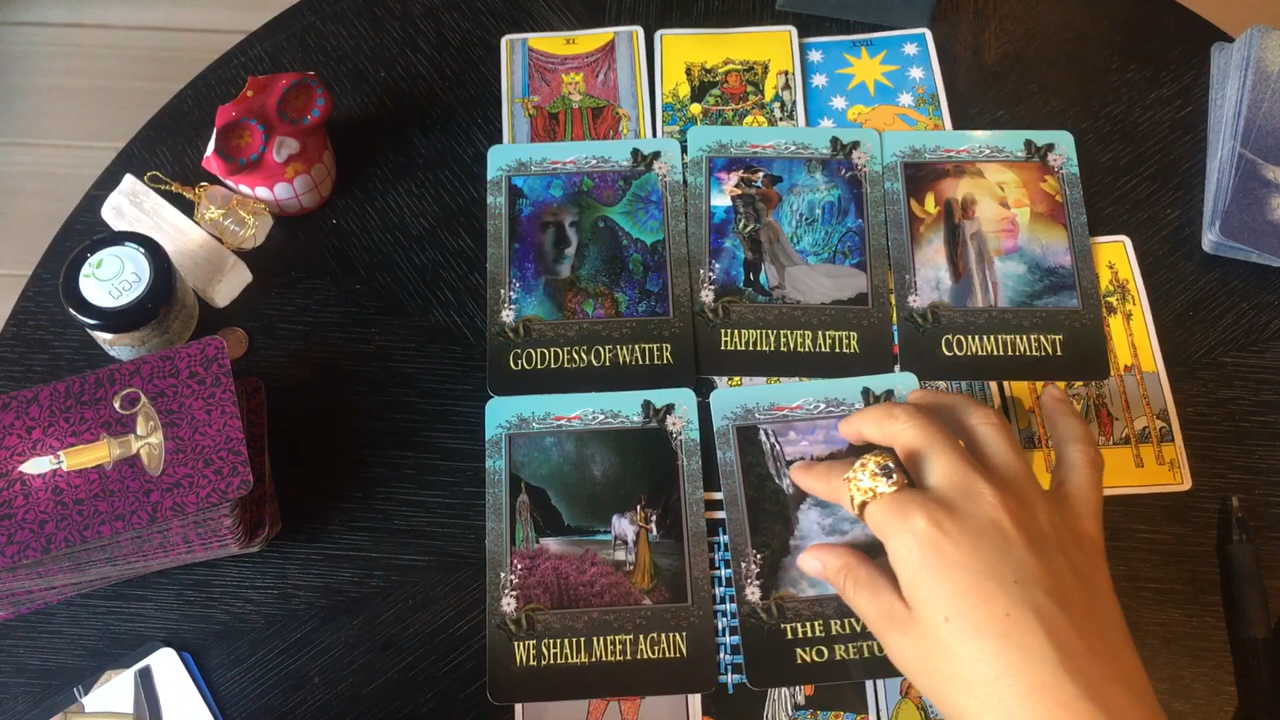 XI
XVII
GODDESS OF WATER
HAPPILY EVER AFTER
COMMITMENT
WE SHALL MEET AGAIN
THE RIV
NO RETU